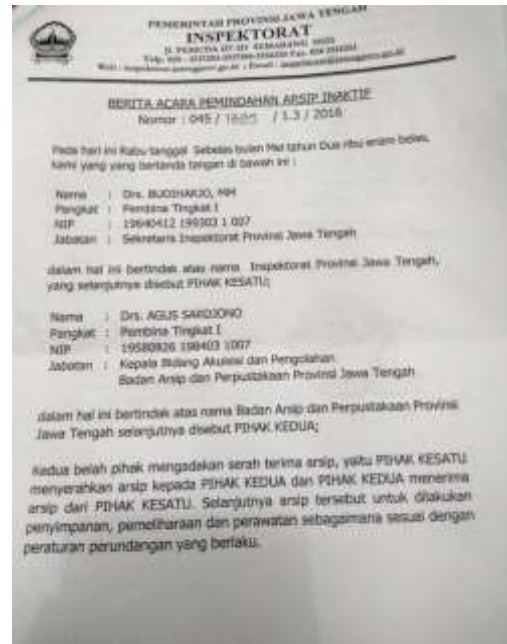 PEMERINTAH PROVINSI JAWA TENGAH
INSPEKTORAT
BERITA ACARA PEMINDAHAN ARSIP INAKTIF
Nomor : 045 / / 1.3 / 2016
Pada hari ini Rabu tanggal Sebelas bulan Mei tahun Dua ribu enam belas,
kami yang yang bertanda tangan di bawah ini :
Nama : Drs. BUDIHARJO, MH
Pangkat : Pembina Tingkat I
NIP : 19640412 199303 1 007
Jabatan : Sekretaris Inspektorat Provinsi Jawa Tengah
dalam hal ini bertindak atas nama Inspektorat Provinsi Jawa Tengah,
yang selanjutnya disebut PIHAK KESATU;
Nama : Drs. AGUS SARDJONO
Pangkat : Pembina Tingkat I
NIP : 19580826 198403 1007
Jabatan : Kepala Bidang Akuisisi dan Pengolahan
Badan Arsip dan Perpustakaan Provinsi Jawa Tengah
dalam hal ini bertindak atas nama Badan Arsip dan Perpustakaan Provinsi
Jawa Tengah selanjutnya disebut PIHAK KEDUA;
Kedua belah pihak mengadakan serah terima arsip, yaitu PIHAK KESATU
menyerahkan arsip kepada PIHAK KEDUA dan PIHAK KEDUA menerima
arsip dari PIHAK KESATU. Selanjutnya arsip tersebut untuk dilakukan
penyimpanan, pemeliharaan dan perawatan sebagaimana sesuai dengan
peraturan perundangan yang berlaku.